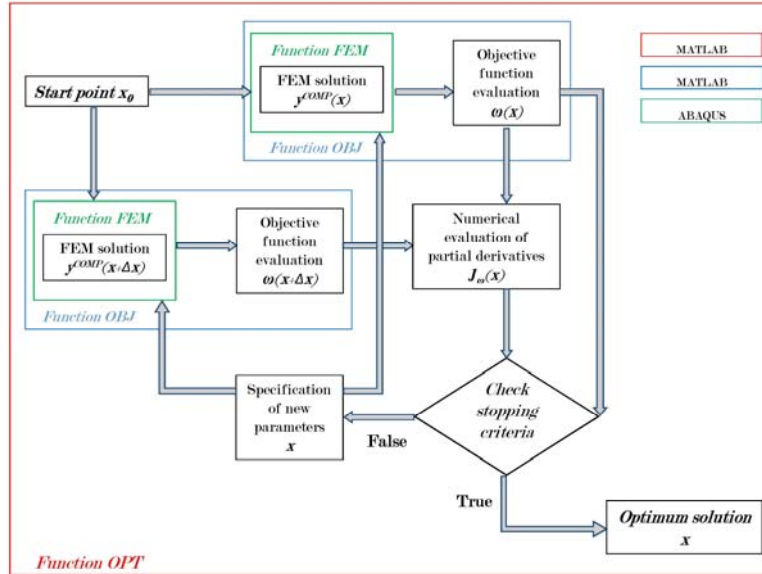 Function FEM
FEM solution
y^COMP(x)
Objective
function
evaluation
ω(x)
Function OBJ
MATLAB
MATLAB
ABAQUS
Start point x₀
Function FEM
FEM solution
y^COMP(x+Δx)
Objective
function
evaluation
ω(x+Δx)
Function OBJ
Numerical
evaluation of
partial derivatives
J_ω(x)
Specification
of new
parameters
x
Check
stopping
criteria
False
True
Optimum solution
x
Function OPT